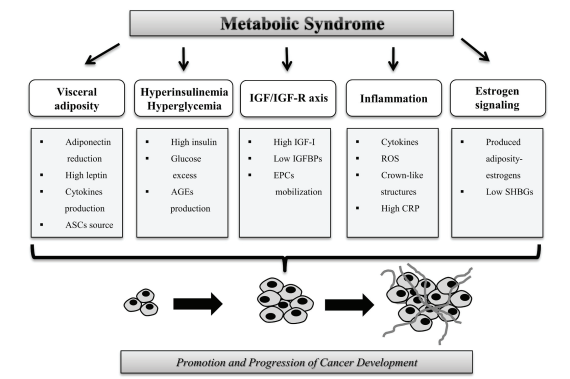 Metabolic Syndrome
Visceral
adiposity
Hyperinsulinemia
Hyperglycemia
IGF/IGF-R axis
Inflammation
Estrogen
signaling
▪ Adiponectin
reduction
▪ High leptin
▪ Cytokines
production
▪ ASCs source
▪ High insulin
▪ Glucose
excess
▪ AGEs
production
▪ High IGF-I
▪ Low IGFBPs
▪ EPCs
mobilization
▪ Cytokines
▪ ROS
▪ Crown-like
structures
▪ High CRP
▪ Produced
adiposity-
estrogens
▪ Low SHBGs
Promotion and Progression of Cancer Development